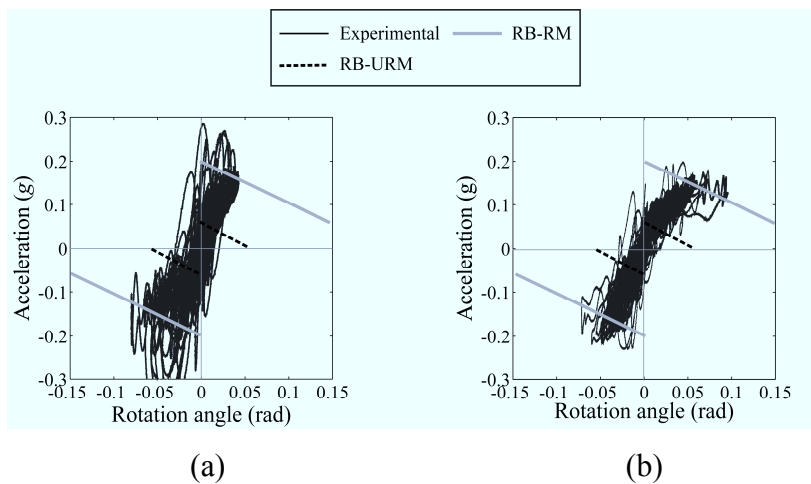 Experimental
RB-RM
RB-URM
0.3
0.2
0.1
0
-0.1
-0.2
-0.3
Acceleration (g)
-0.15 -0.1 -0.05 0 0.05 0.1 0.15
Rotation angle (rad)
(a)
0.3
0.2
0.1
0
-0.1
-0.2
-0.3
Acceleration (g)
-0.15 -0.1 -0.05 0 0.05 0.1 0.15
Rotation angle (rad)
(b)